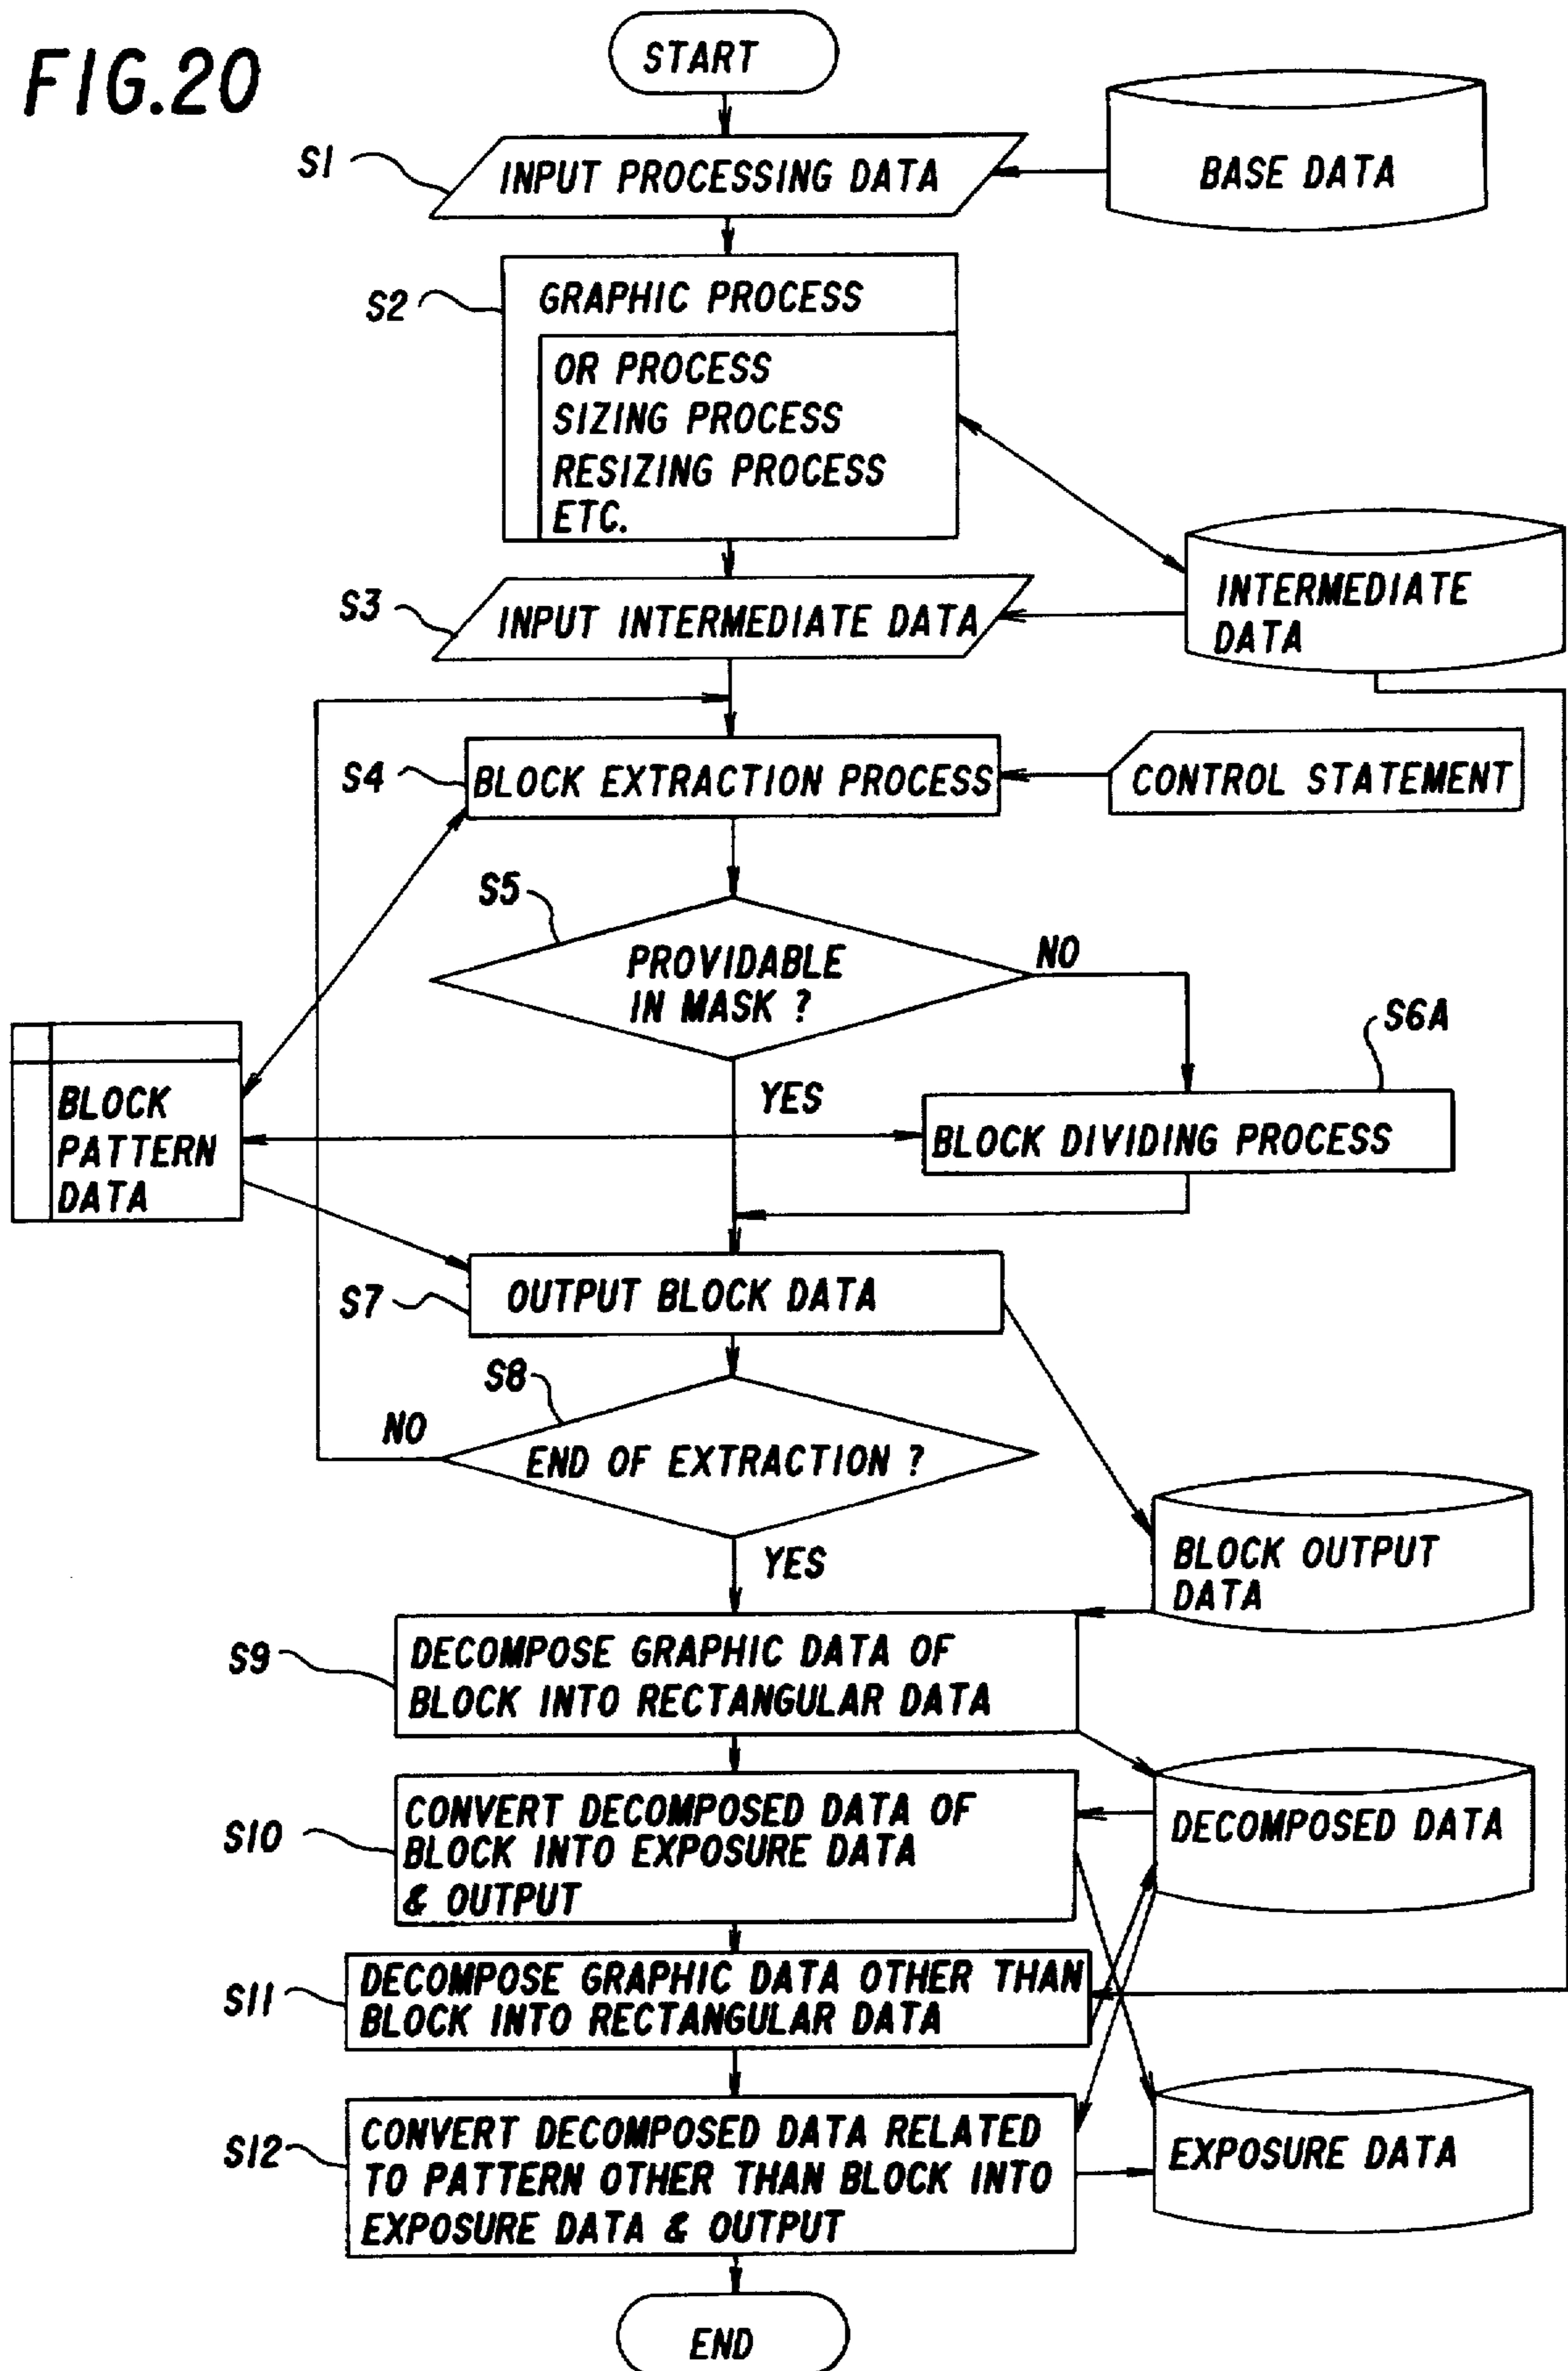 FIG.20
START
S1
INPUT PROCESSING DATA
BASE DATA
S2
GRAPHIC PROCESS
OR PROCESS
SIZING PROCESS
RESIZING PROCESS
ETC.
S3
INPUT INTERMEDIATE DATA
INTERMEDIATE
DATA
S4
BLOCK EXTRACTION PROCESS
CONTROL STATEMENT
S5
PROVIDABLE
IN MASK ?
NO
YES
S6A
BLOCK DIVIDING PROCESS
BLOCK
PATTERN
DATA
S7
OUTPUT BLOCK DATA
S8
END OF EXTRACTION ?
NO
YES
BLOCK OUTPUT
DATA
S9
DECOMPOSE GRAPHIC DATA OF
BLOCK INTO RECTANGULAR DATA
S10
CONVERT DECOMPOSED DATA OF
BLOCK INTO EXPOSURE DATA
& OUTPUT
DECOMPOSED DATA
S11
DECOMPOSE GRAPHIC DATA OTHER THAN
BLOCK INTO RECTANGULAR DATA
S12
CONVERT DECOMPOSED DATA RELATED
TO PATTERN OTHER THAN BLOCK INTO
EXPOSURE DATA & OUTPUT
EXPOSURE DATA
END